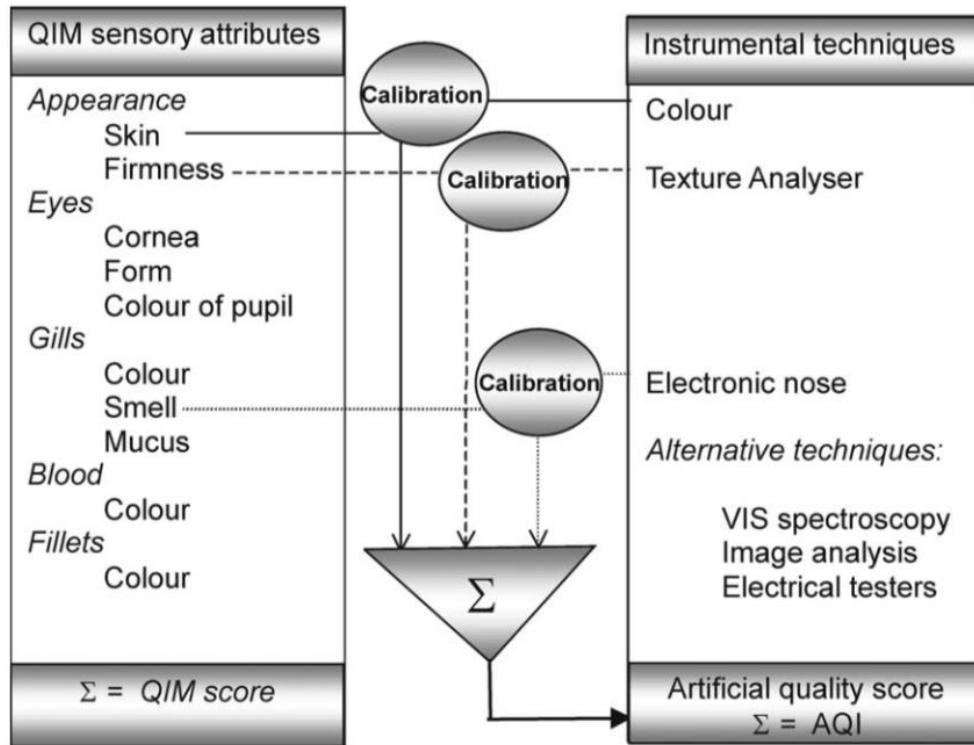 QIM sensory attributes
Appearance
Skin
Firmness
Eyes
Cornea
Form
Colour of pupil
Gills
Colour
Smell
Mucus
Blood
Colour
Fillets
Colour
Σ = QIM score
Calibration
Calibration
Calibration
Σ
Instrumental techniques
Colour
Texture Analyser
Electronic nose
Alternative techniques:
VIS spectroscopy
Image analysis
Electrical testers
Artificial quality score
Σ = AQI